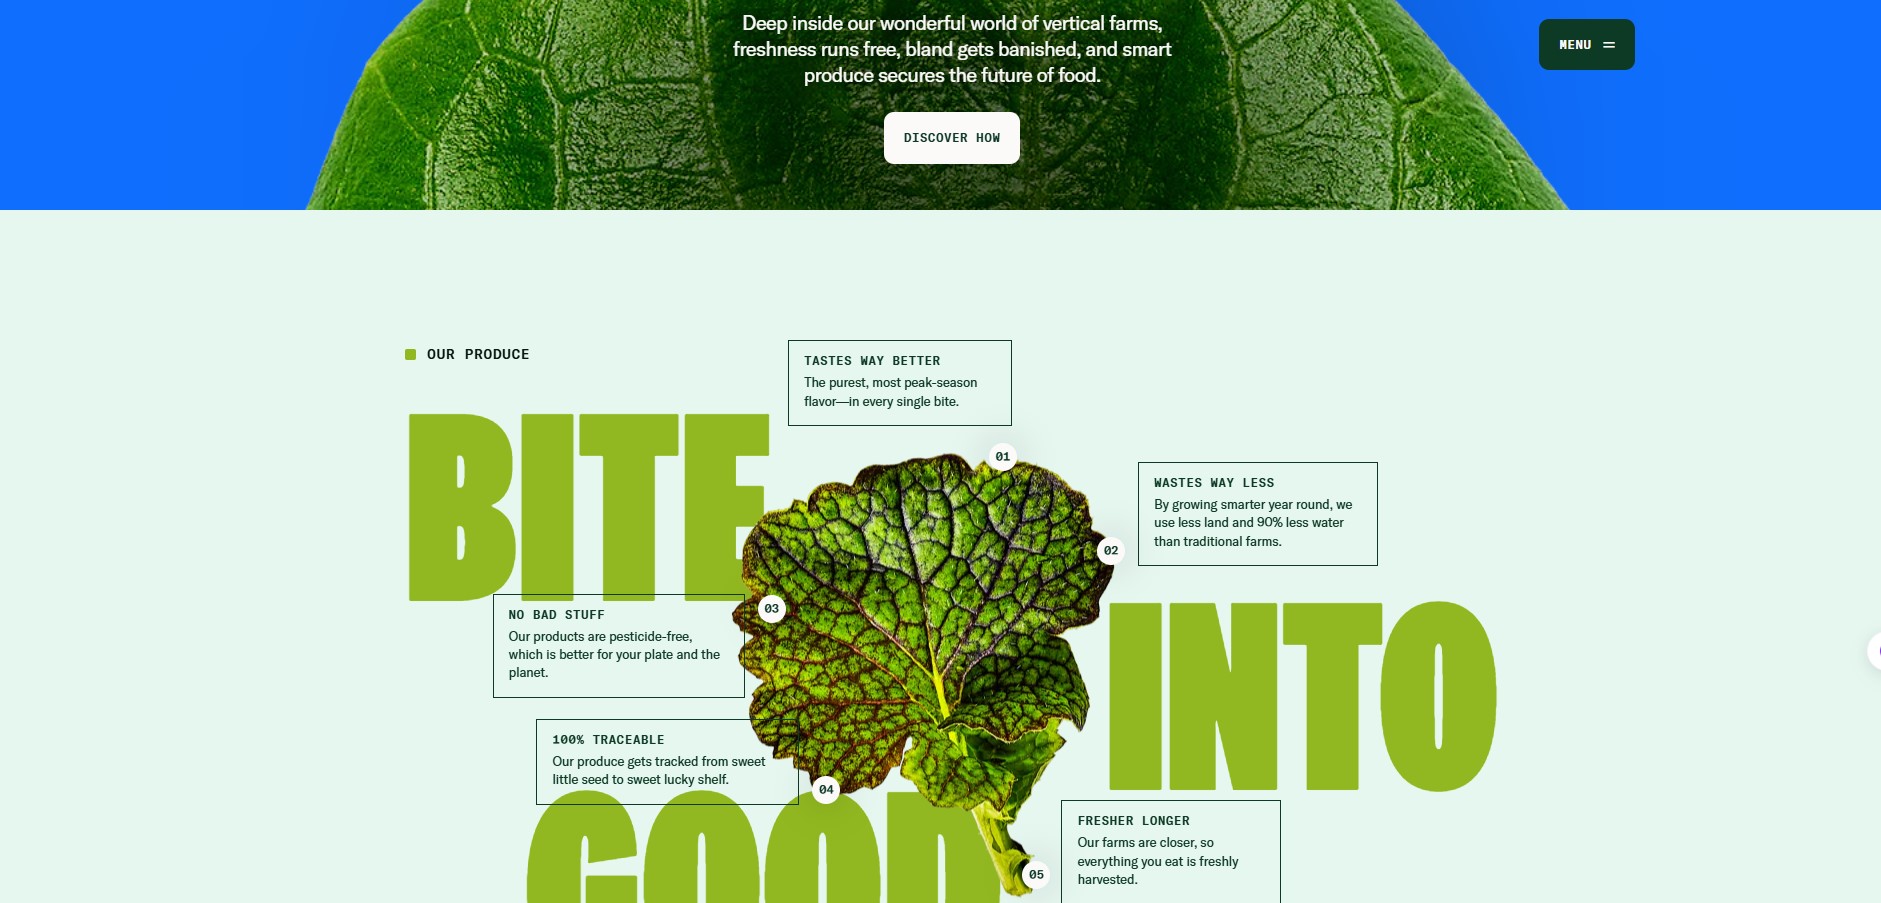 Deep inside our wonderful world of vertical farms,
freshness runs free, bland gets banished, and smart
produce secures the future of food.
MENU
DISCOVER HOW
OUR PRODUCE
TASTES WAY BETTER
The purest, most peak-season
flavor—in every single bite.
BITE
01
WASTES WAY LESS
By growing smarter year round, we
use less land and 90% less water
than traditional farms.
02
NO BAD STUFF
Our products are pesticide-free,
which is better for your plate and the
planet.
03
INTO
100% TRACEABLE
Our produce gets tracked from sweet
little seed to sweet lucky shelf.
04
GOOD
FRESHER LONGER
Our farms are closer, so
everything you eat is freshly
harvested.
05